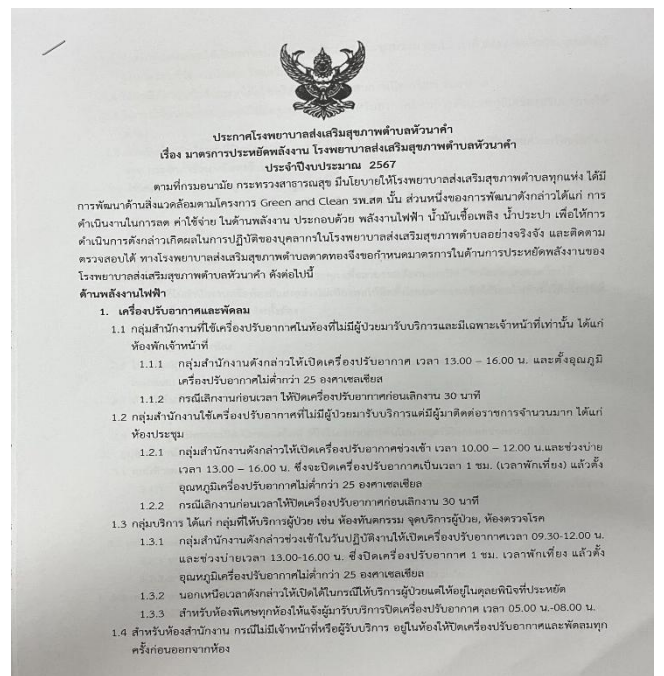 ประกาศโรงพยาบาลส่งเสริมสุขภาพตำบลหัวนาคำ
เรื่อง มาตรการประหยัดพลังงาน โรงพยาบาลส่งเสริมสุขภาพตำบลหัวนาคำ
ประจำปีงบประมาณ 2567
ตามที่กรมอนามัย กระทรวงสาธารณสุข มีนโยบายให้โรงพยาบาลส่งเสริมสุขภาพตำบลทุกแห่ง ได้มี
การพัฒนาด้านสิ่งแวดล้อมตามโครงการ Green and Clean รพ.สต นั้น ส่วนหนึ่งของการพัฒนาดังกล่าวได้แก่ การ
ดำเนินงานในการลด ค่าใช้จ่าย ในด้านพลังงาน ประกอบด้วย พลังงานไฟฟ้า น้ำมันเชื้อเพลิง น้ำประปา เพื่อให้การ
ดำเนินการดังกล่าวเกิดผลในการปฏิบัติของบุคลากรในโรงพยาบาลส่งเสริมสุขภาพตำบลอย่างจริงจัง และติดตาม
ตรวจสอบได้ ทางโรงพยาบาลส่งเสริมสุขภาพตำบลตาดทองจึงขอกำหนดมาตรการในด้านการประหยัดพลังงานของ
โรงพยาบาลส่งเสริมสุขภาพตำบลหัวนาคำ ดังต่อไปนี้
ด้านพลังงานไฟฟ้า
1. เครื่องปรับอากาศและพัดลม
1.1 กลุ่มสำนักงานที่ใช้เครื่องปรับอากาศในห้องที่ไม่มีผู้ป่วยมารับบริการและมีเฉพาะเจ้าหน้าที่เท่านั้น ได้แก่
ห้องพักเจ้าหน้าที่
1.1.1 กลุ่มสำนักงานดังกล่าวให้เปิดเครื่องปรับอากาศ เวลา 13.00 – 16.00 น. และตั้งอุณภูมิ
เครื่องปรับอากาศไม่ต่ำกว่า 25 องศาเซลเซียส
1.1.2 กรณีเลิกงานก่อนเวลา ให้ปิดเครื่องปรับอากาศก่อนเลิกงาน 30 นาที
1.2 กลุ่มสำนักงานใช้เครื่องปรับอากาศที่ไม่มีผู้ป่วยมารับบริการแต่มีผู้มาติดต่อราชการจำนวนมาก ได้แก่
ห้องประชุม
1.2.1 กลุ่มสำนักงานดังกล่าวให้เปิดเครื่องปรับอากาศช่วงเช้า เวลา 10.00 – 12.00 น.และช่วงบ่าย
เวลา 13.00 – 16.00 น. ซึ่งจะปิดเครื่องปรับอากาศเป็นเวลา 1 ชม. (เวลาพักเที่ยง) แล้วตั้ง
อุณหภูมิเครื่องปรับอากาศไม่ต่ำกว่า 25 องศาเซลเซียล
1.2.2 กรณีเลิกงานก่อนเวลาให้ปิดเครื่องปรับอากาศก่อนเลิกงาน 30 นาที
1.3 กลุ่มบริการ ได้แก่ กลุ่มที่ให้บริการผู้ป่วย เช่น ห้องทันตกรรม จุดบริการผู้ป่วย, ห้องตรวจโรค
1.3.1 กลุ่มสำนักงานดังกล่าวช่วงเช้าในวันปฏิบัติงานให้เปิดเครื่องปรับอากาศเวลา 09.30-12.00 น.
และช่วงบ่ายเวลา 13.00-16.00 น. ซึ่งปิดเครื่องปรับอากาศ 1 ชม. เวลาพักเที่ยง แล้วตั้ง
อุณหภูมิเครื่องปรับอากาศไม่ต่ำกว่า 25 องศาเซลเซียล
1.3.2 นอกเหนือเวลาดังกล่าวให้เปิดได้ในกรณีให้บริการผู้ป่วยแต่ให้อยู่ในดุลยพินิจที่ประหยัด
1.3.3 สำหรับห้องพิเศษทุกห้องให้แจ้งผู้มารับบริการปิดเครื่องปรับอากาศ เวลา 05.00 น.-08.00 น.
1.4 สำหรับห้องสำนักงาน กรณีไม่มีเจ้าหน้าที่หรือผู้รับบริการ อยู่ในห้องให้ปิดเครื่องปรับอากาศและพัดลมทุก
ครั้งก่อนออกจากห้อง